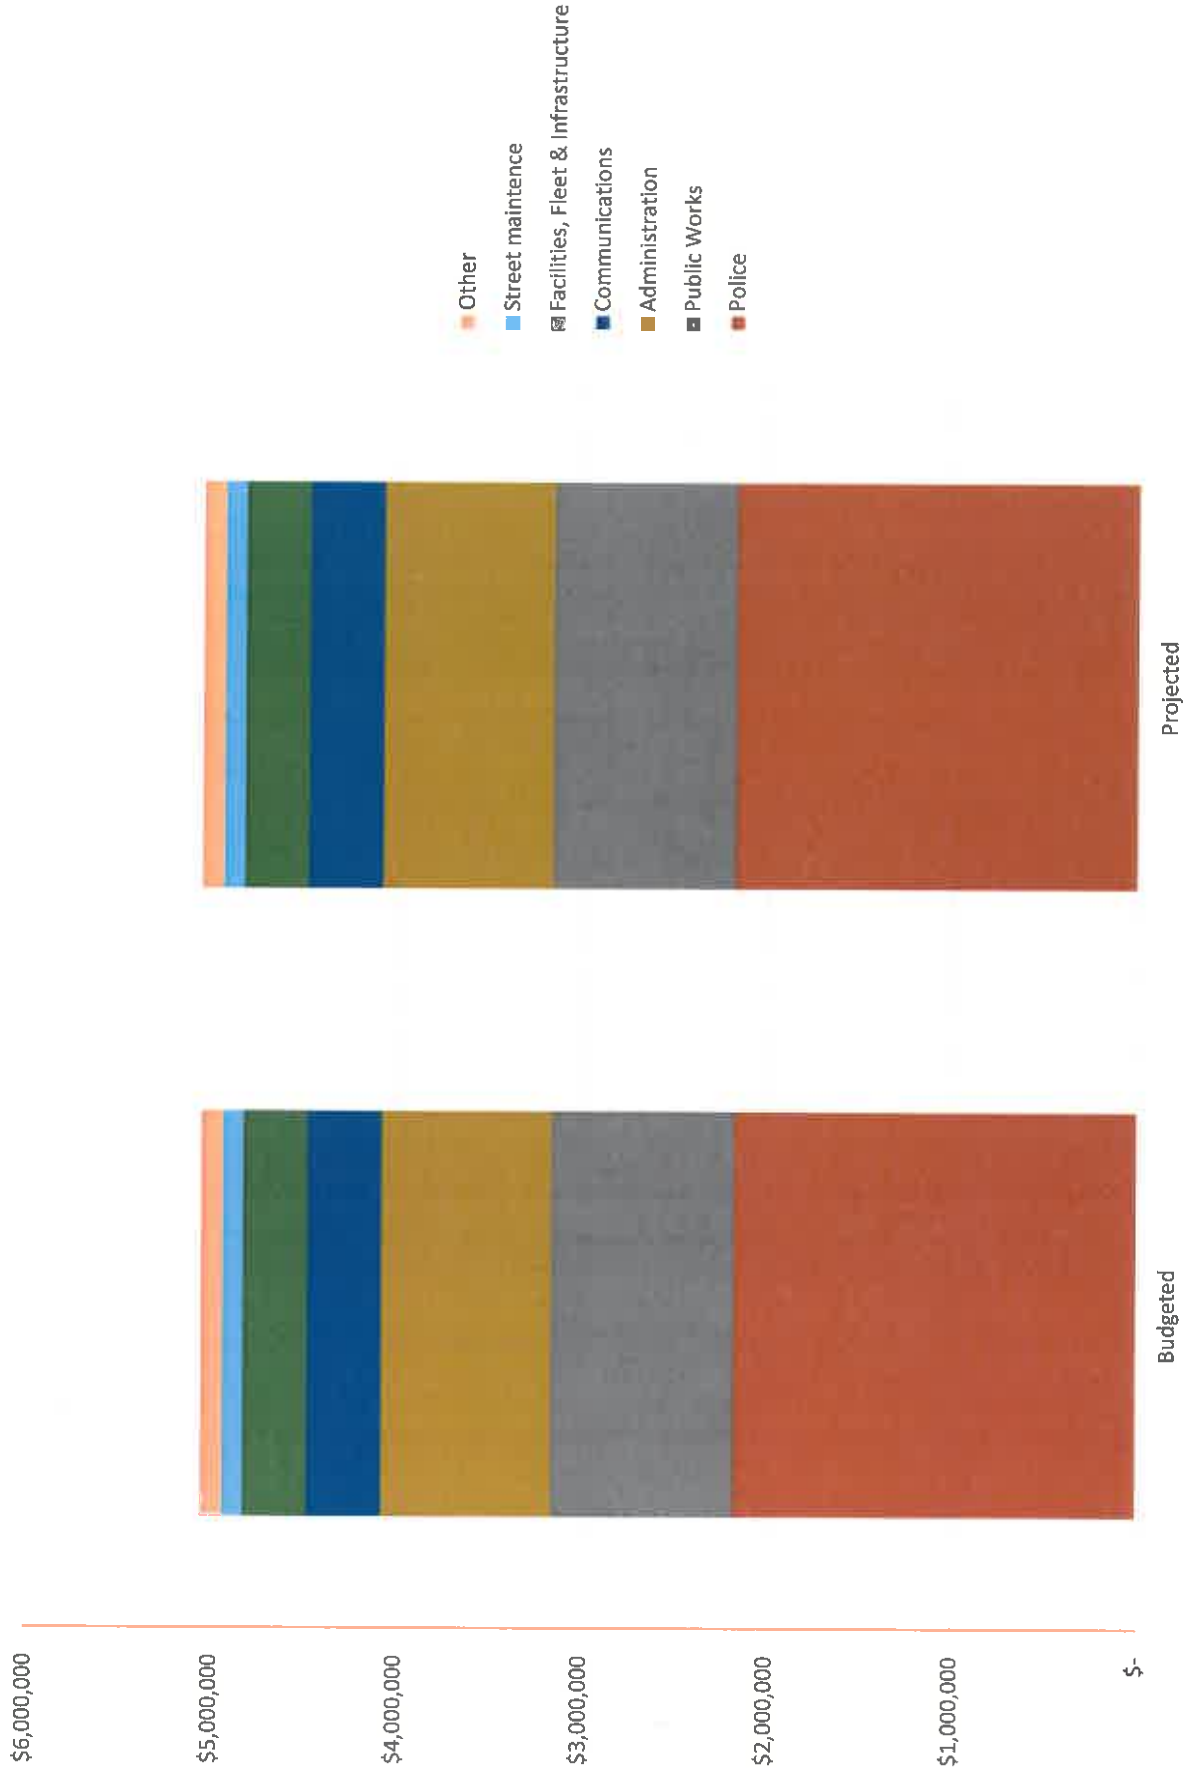 $6,000,000
$5,000,000
$4,000,000
$3,000,000
$2,000,000
$1,000,000
$-
Budgeted
Projected
Other
Street maintence
Facilities, Fleet & Infrastructure
Communications
Administration
Public Works
Police